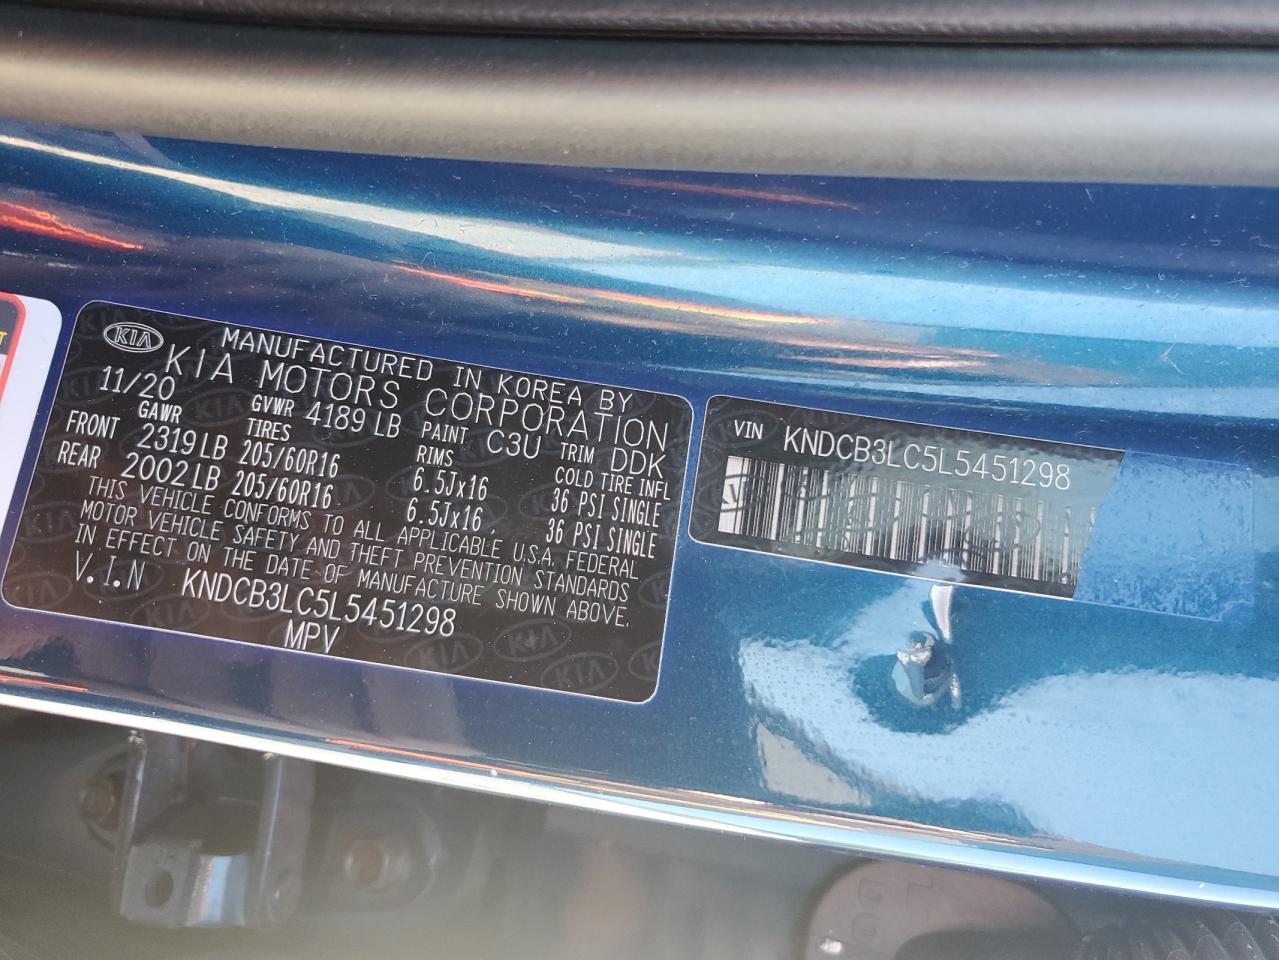 KIA
MANUFACTURED IN KOREA BY
KIA MOTORS CORPORATION
11/20 GVWR 4189 LB PAINT C3U TRIM DDK
GAWR TIRES RIMS COLD TIRE INFL
FRONT 2319 LB 205/60R16 6.5Jx16 36 PSI SINGLE
REAR 2002 LB 205/60R16 6.5Jx16, 36 PSI SINGLE
THIS VEHICLE CONFORMS TO ALL APPLICABLE U.S.A. FEDERAL
MOTOR VEHICLE SAFETY AND THEFT PREVENTION STANDARDS
IN EFFECT ON THE DATE OF MANUFACTURE SHOWN ABOVE.
V.I.N KNDCB3LC5L5451298
MPV
VIN KNDCB3LC5L5451298